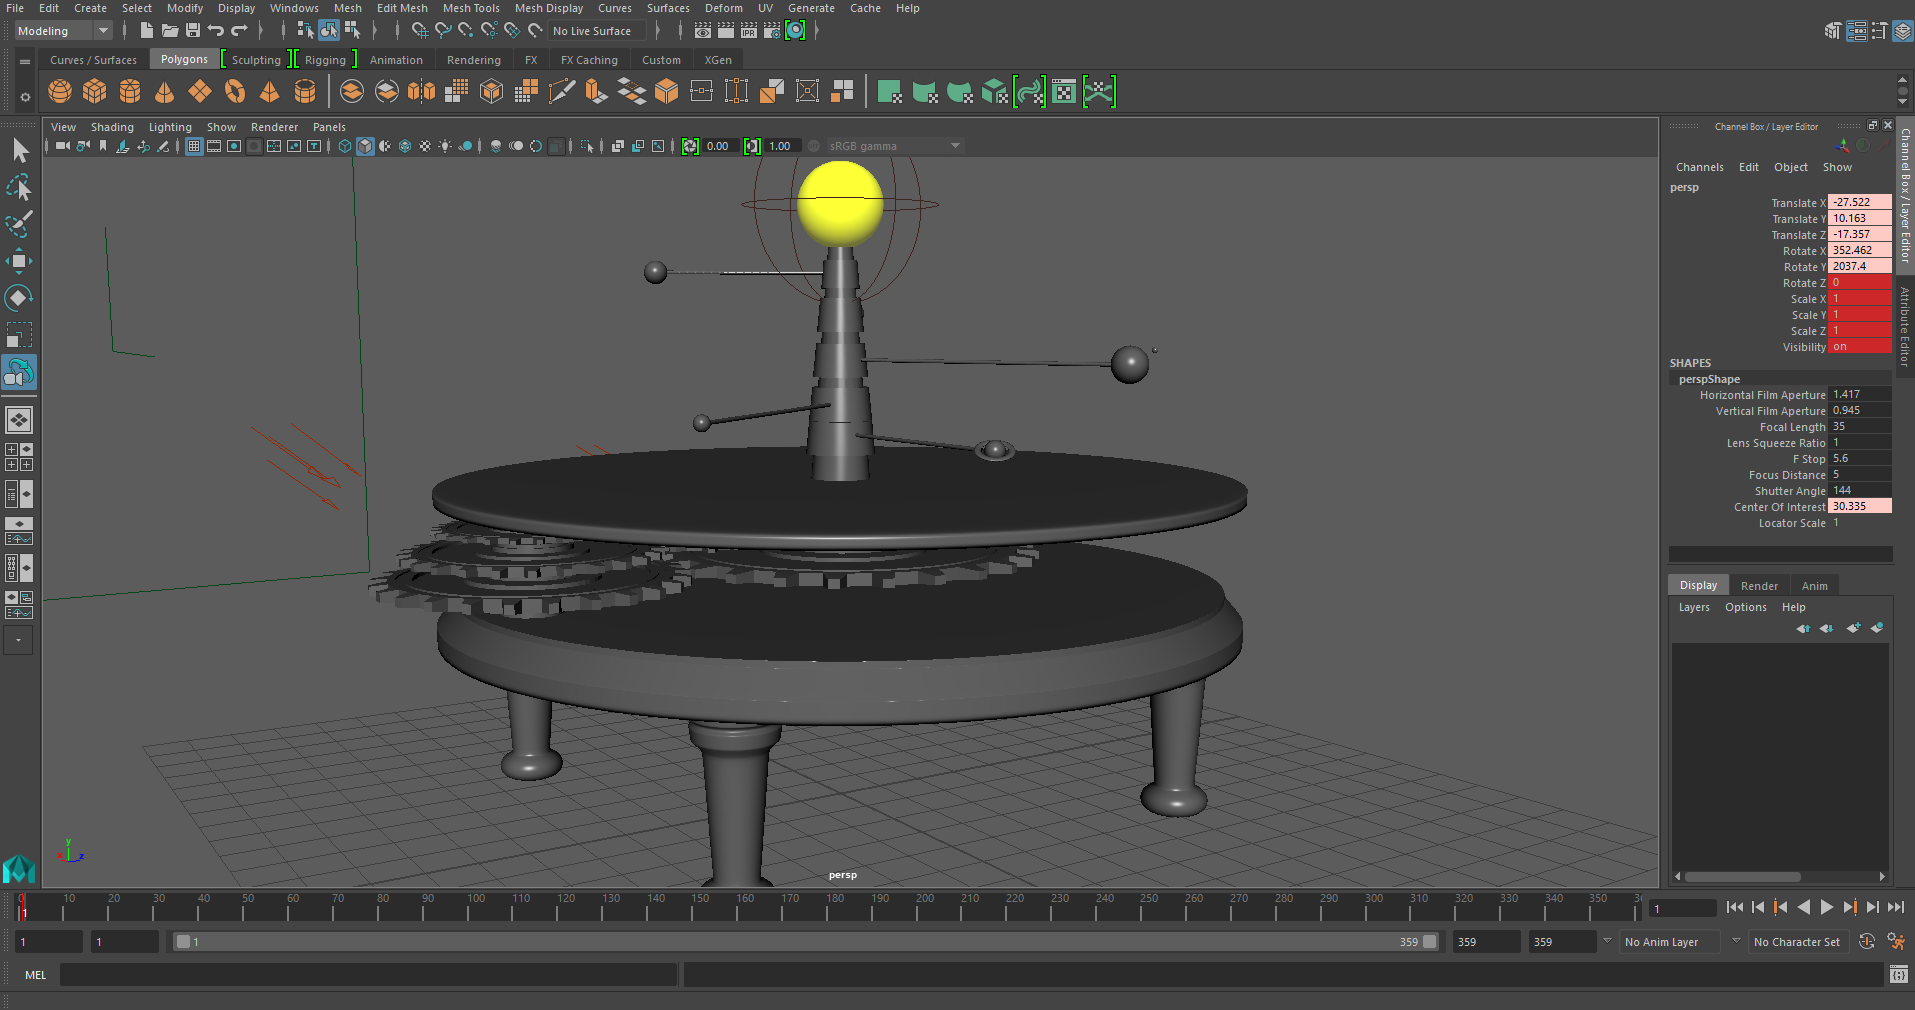 File Edit Create Select Modify Display Windows Mesh Edit Mesh Mesh Tools Mesh Display Curves Surfaces Deform UV Generate Cache Help
Modeling No Live Surface IPR
Curves / Surfaces Polygons Sculpting Rigging Animation Rendering FX FX Caching Custom XGen
View Shading Lighting Show Renderer Panels
0.00 1.00 sRGB gamma
Channel Box / Layer Editor
Channels Edit Object Show
persp
Translate X -27.522
Translate Y 10.163
Translate Z -17.357
Rotate X 352.462
Rotate Y 2037.4
Rotate Z 0
Scale X 1
Scale Y 1
Scale Z 1
Visibility on
SHAPES
perspShape
Horizontal Film Aperture 1.417
Vertical Film Aperture 0.945
Focal Length 35
Lens Squeeze Ratio 1
F Stop 5.6
Focus Distance 5
Shutter Angle 144
Center Of Interest 30.335
Locator Scale 1
Display Render Anim
Layers Options Help
Channel Box / Layer Editor
Attribute Editor
y
z
persp
0 10 20 30 40 50 60 70 80 90 100 110 120 130 140 150 160 170 180 190 200 210 220 230 240 250 260 270 280 290 300 310 320 330 340 350
1 1
1 1 1 359 359 359 No Anim Layer No Character Set
MEL